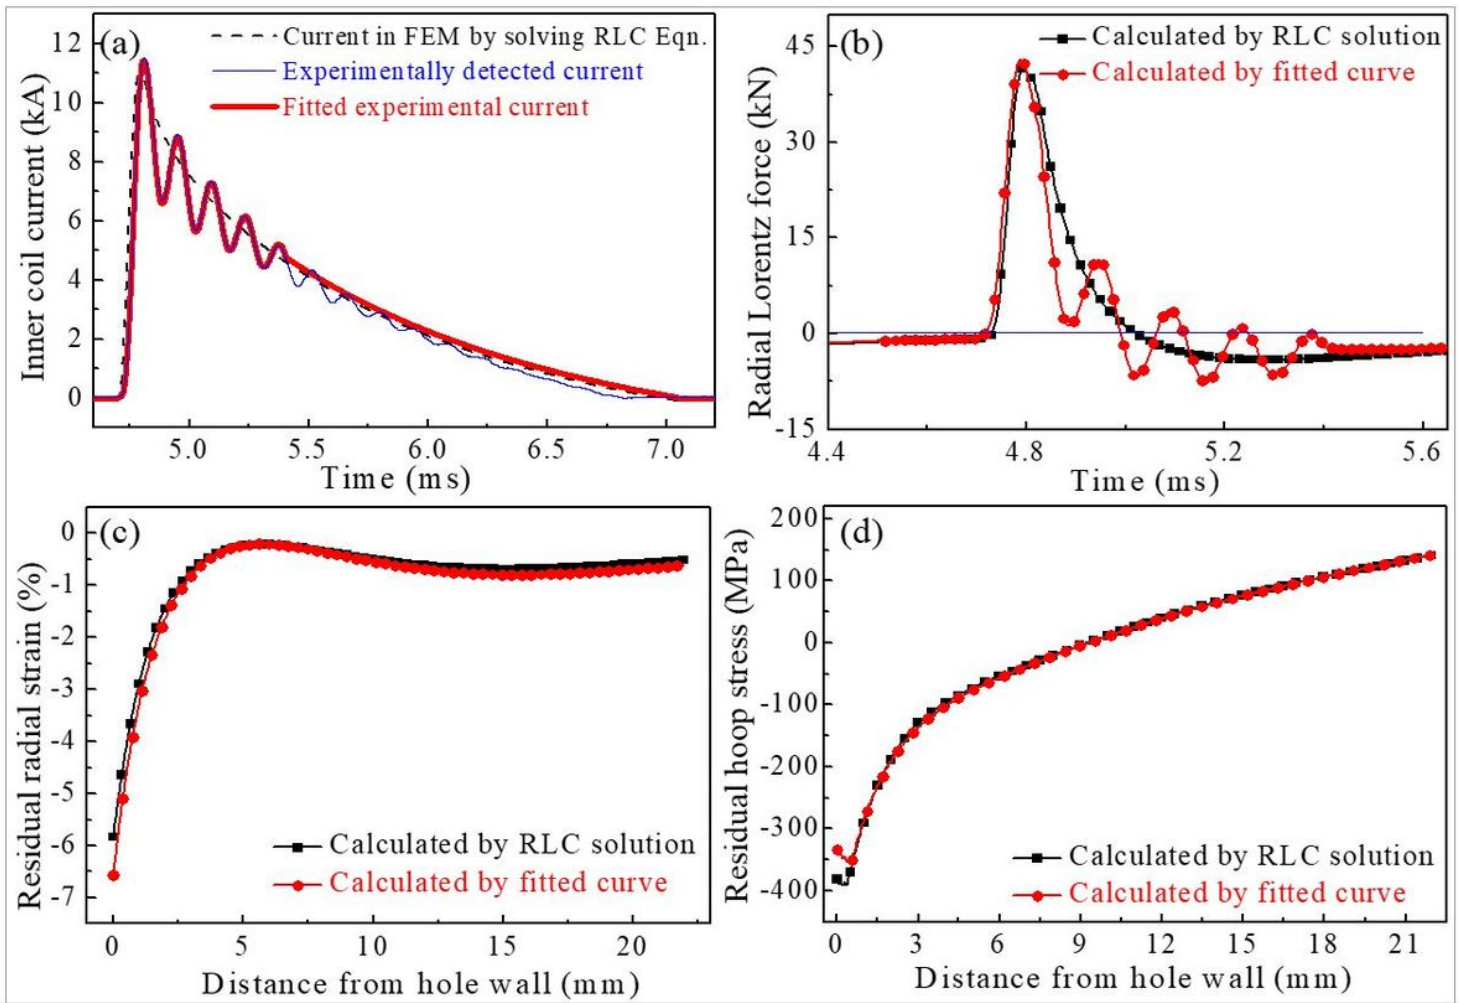 (a)
Current in FEM by solving RLC Eqn.
Experimentally detected current
Fitted experimental current
Inner coil current (kA)
12
10
8
6
4
2
0
5.0 5.5 6.0 6.5 7.0
Time (ms)
(b)
Calculated by RLC solution
Calculated by fitted curve
Radial Lorentz force (kN)
45
30
15
0
-15
4.4 4.8 5.2 5.6
Time (ms)
(c)
Residual radial strain (%)
0
-1
-2
-3
-4
-5
-6
-7
Calculated by RLC solution
Calculated by fitted curve
0 5 10 15 20
Distance from hole wall (mm)
(d)
Residual hoop stress (MPa)
200
100
0
-100
-200
-300
-400
Calculated by RLC solution
Calculated by fitted curve
0 3 6 9 12 15 18 21
Distance from hole wall (mm)